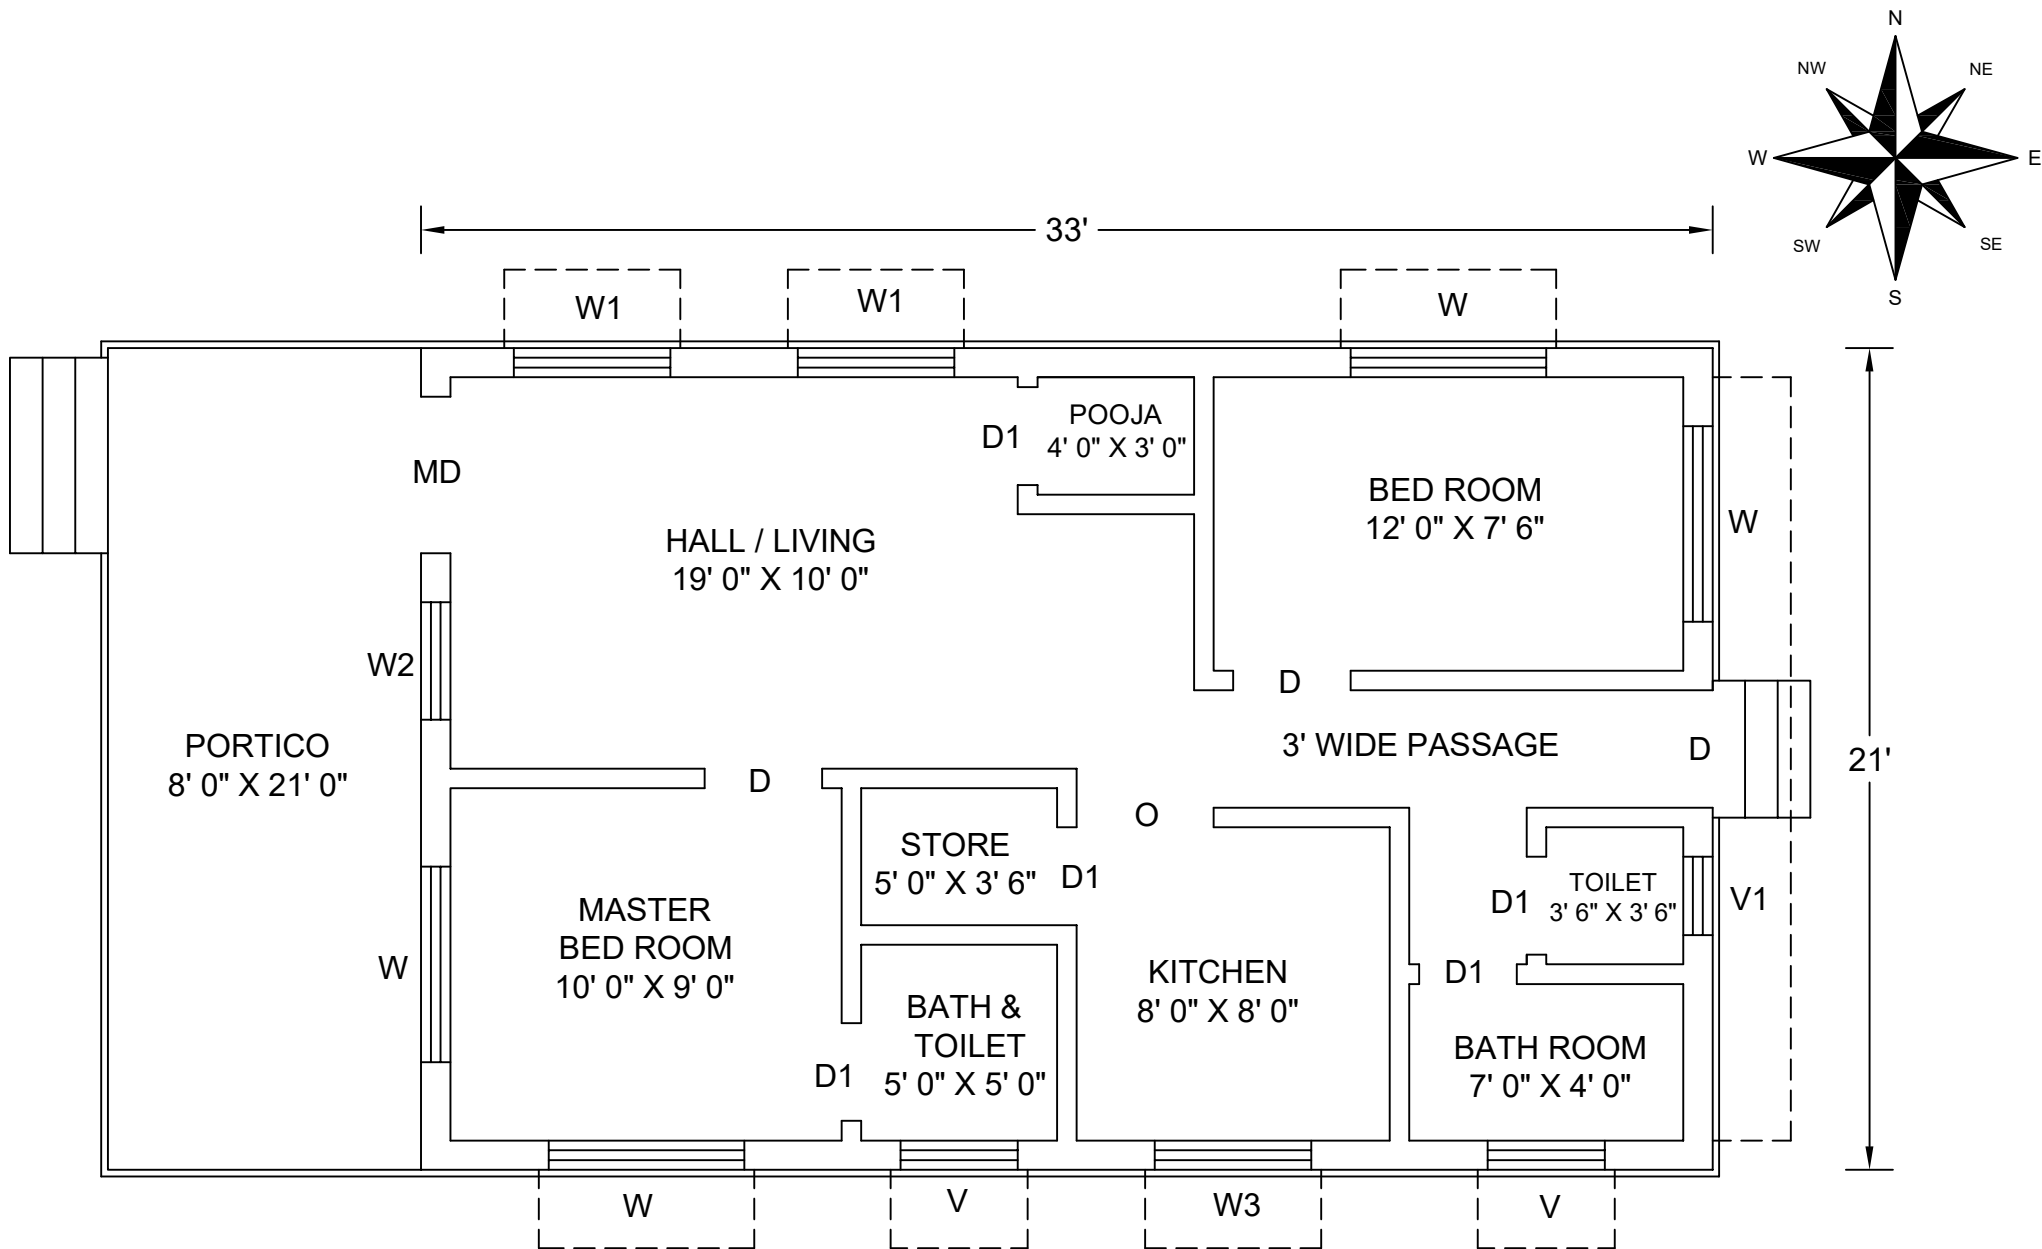 N
NW
NE
W
E
SW
SE
S
33'
W1
W1
W
POOJA
4' 0" X 3' 0"
D1
MD
BED ROOM
12' 0" X 7' 6"
W
HALL / LIVING
19' 0" X 10' 0"
W2
D
PORTICO
8' 0" X 21' 0"
3' WIDE PASSAGE
D
21'
D
O
STORE
5' 0" X 3' 6"
D1
TOILET
3' 6" X 3' 6"
D1
V1
MASTER
BED ROOM
10' 0" X 9' 0"
W
KITCHEN
8' 0" X 8' 0"
D1
BATH &
TOILET
5' 0" X 5' 0"
D1
BATH ROOM
7' 0" X 4' 0"
W
V
W3
V